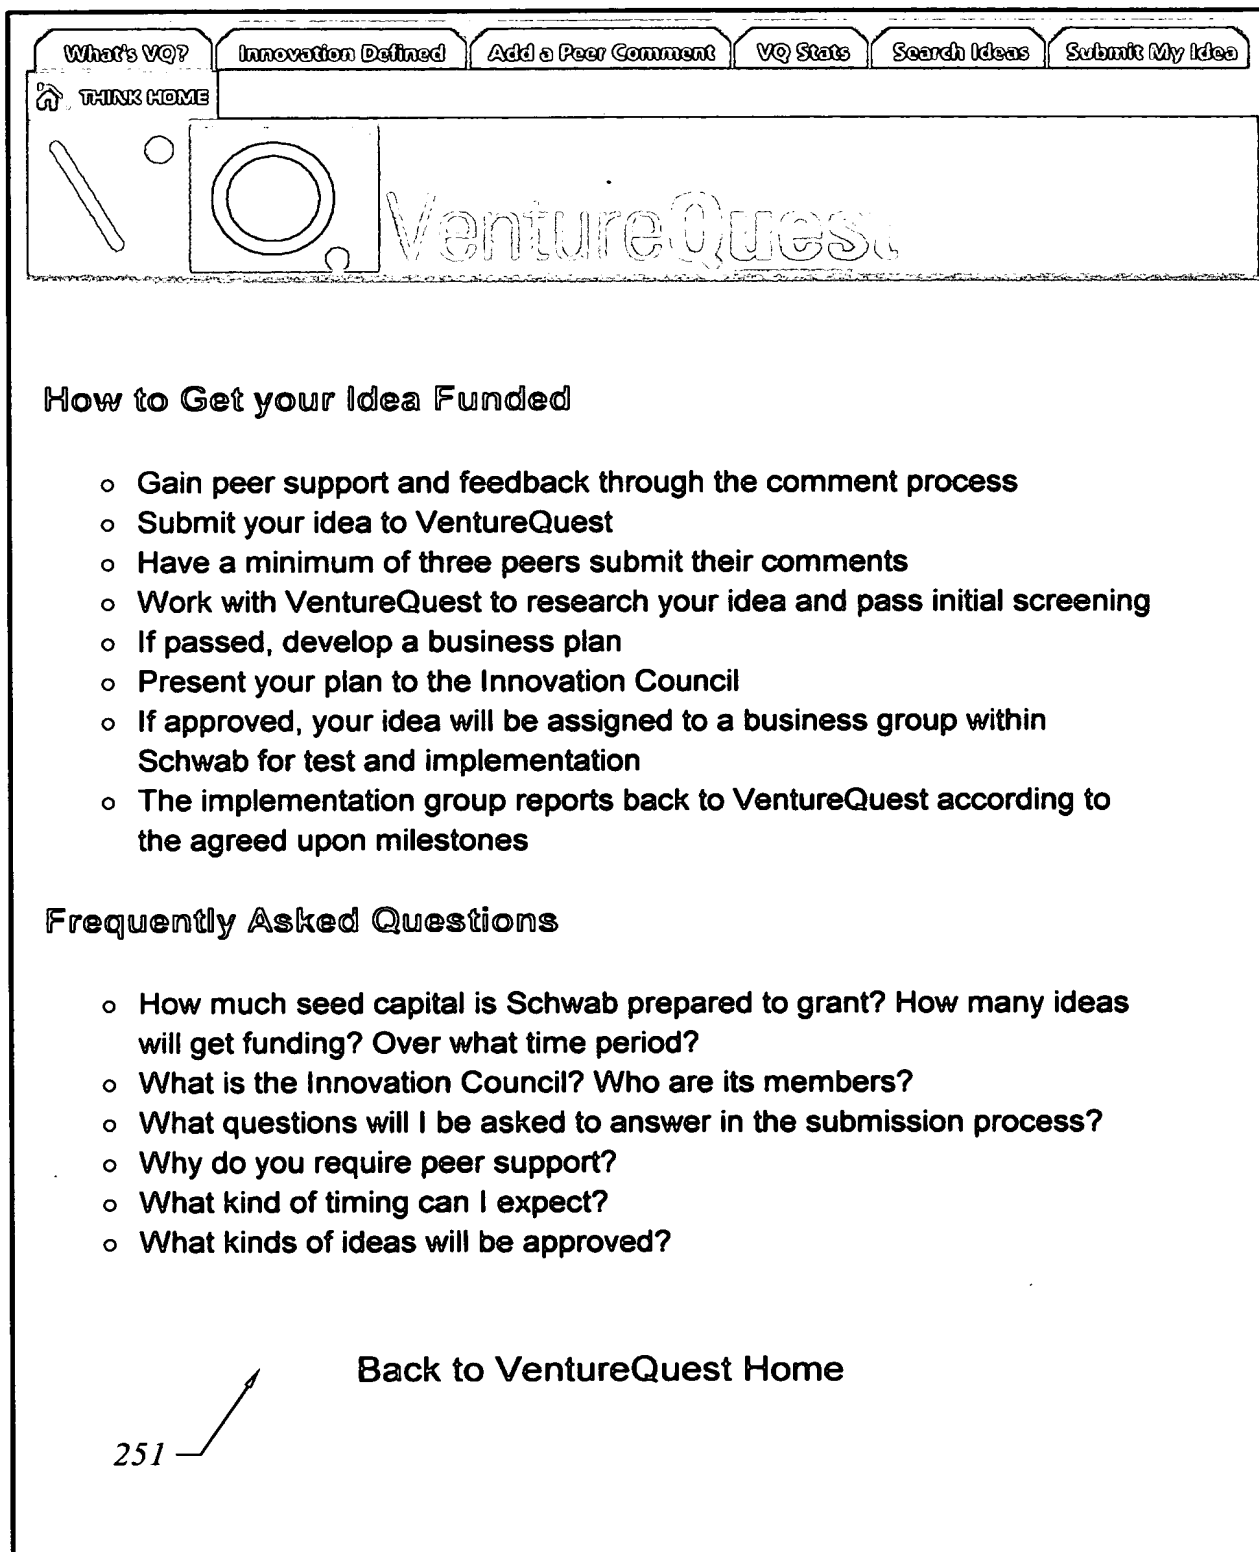 What's VQ? Innovation Defined Add a Peer Comment VQ Stats Search Ideas Submit My Idea
THINK HOME
VentureQuest
How to Get your Idea Funded
o Gain peer support and feedback through the comment process
o Submit your idea to VentureQuest
o Have a minimum of three peers submit their comments
o Work with VentureQuest to research your idea and pass initial screening
o If passed, develop a business plan
o Present your plan to the Innovation Council
o If approved, your idea will be assigned to a business group within
Schwab for test and implementation
o The implementation group reports back to VentureQuest according to
the agreed upon milestones
Frequently Asked Questions
o How much seed capital is Schwab prepared to grant? How many ideas
will get funding? Over what time period?
o What is the Innovation Council? Who are its members?
o What questions will I be asked to answer in the submission process?
o Why do you require peer support?
o What kind of timing can I expect?
o What kinds of ideas will be approved?
Back to VentureQuest Home
251